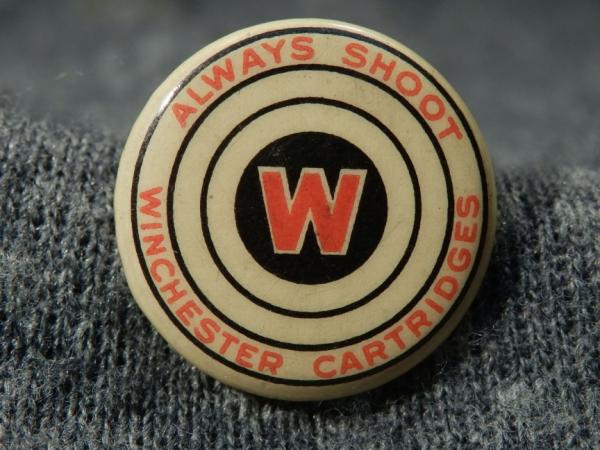 ALWAYS SHOOT
W
WINCHESTER CARTRIDGES